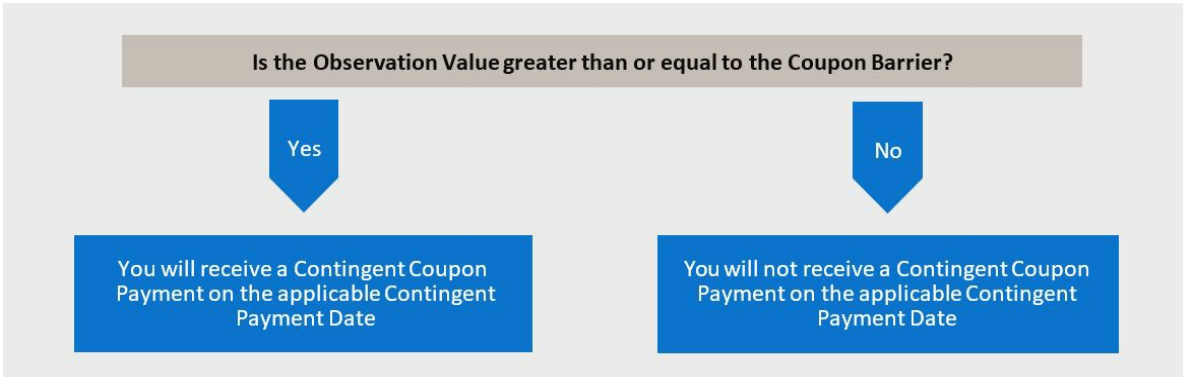 Is the Observation Value greater than or equal to the Coupon Barrier?
Yes
No
You will receive a Contingent Coupon
Payment on the applicable Contingent
Payment Date
You will not receive a Contingent Coupon
Payment on the applicable Contingent
Payment Date